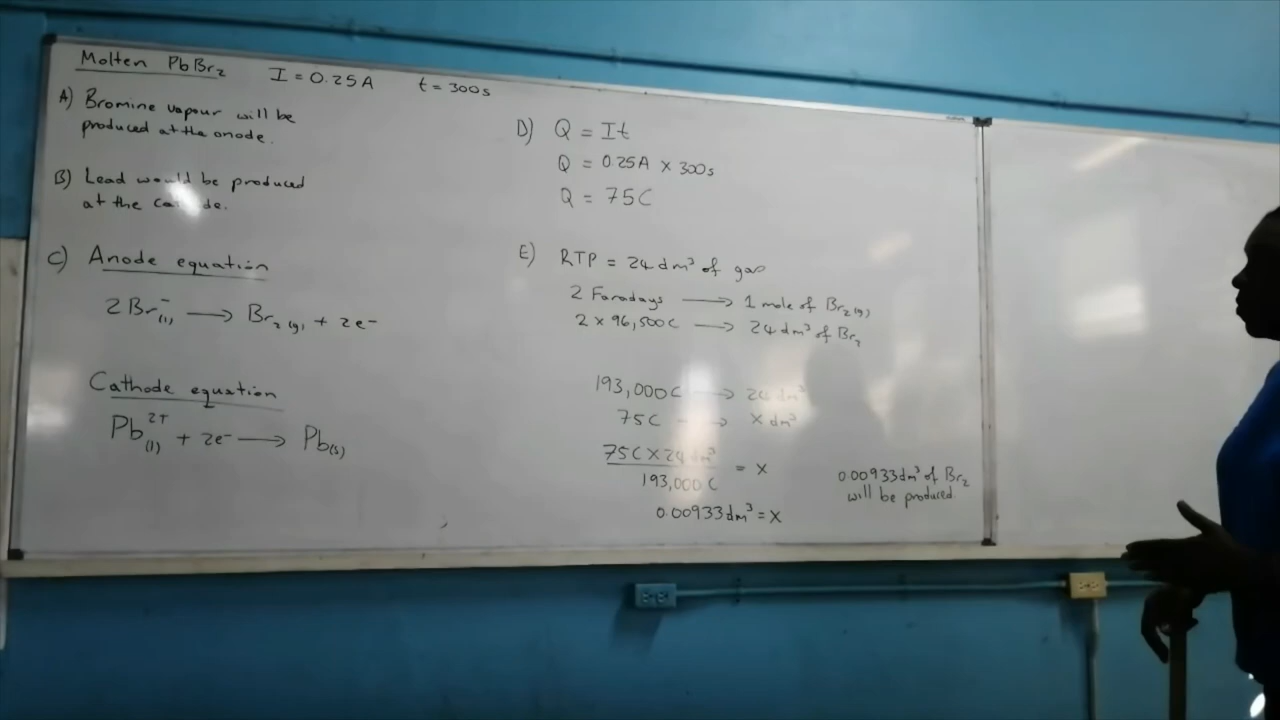 Molten PbBr₂ I = 0.25A t = 300s
A) Bromine vapour will be
produced at the anode.
B) Lead would be produced
at the
C) Anode equation
2Br⁻(l) → Br₂(g) + 2e⁻
Cathode equation
Pb²⁺(l) + 2e⁻ → Pb(s)
D) Q = It
Q = 0.25A × 300s
Q = 75C
E) RTP = 24dm³ of gas
2 Faradays → 1 mole of Br₂(g)
2 × 96,500C → 24dm³ of Br₂
193,000C → 24dm³
75C → X dm³
75C × 24dm³
= X
193,000C
0.00933dm³ = X
0.00933dm³ of Br₂
will be produced